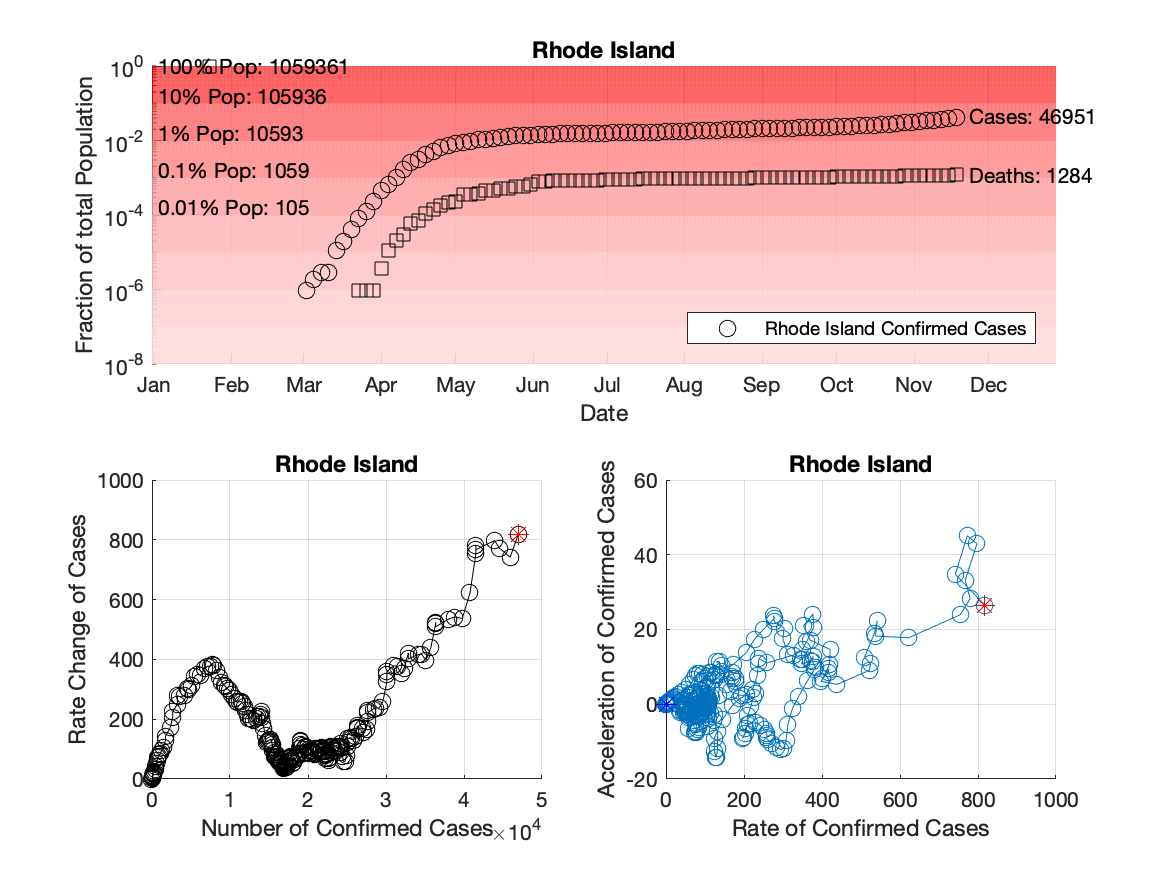 Rhode Island
10^0
10^-2
10^-4
10^-6
10^-8
Fraction of total Population
100% Pop: 1059361
10% Pop: 105936
1% Pop: 10593
0.1% Pop: 1059
0.01% Pop: 105
Cases: 46951
Deaths: 1284
Rhode Island Confirmed Cases
Jan Feb Mar Apr May Jun Jul Aug Sep Oct Nov Dec
Date
Rhode Island
1000
800
600
400
200
0
Rate Change of Cases
0 1 2 3 4 5
Number of Confirmed Cases ×10^4
Rhode Island
60
40
20
0
-20
Acceleration of Confirmed Cases
0 200 400 600 800 1000
Rate of Confirmed Cases